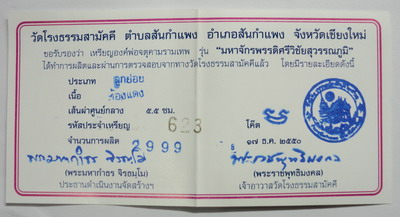 วัดโรงธรรมสามัคคี ตำบลสันกำแพง อำเภอสันกำแพง จังหวัดเชียงใหม่
ขอรับรองว่า เหรียญองค์พ่อจตุคามรามเทพ รุ่น "มหาจักรพรรดิศรีวิชัยสุวรรณภูมิ"
ได้ทำการผลิตและผ่านการตรวจสอบจากทางวัดโรงธรรมสามัคคีแล้ว โดยมีรายละเอียดดังนี้
ประเภท ลูกย่อย
เนื้อ ทองแดง
เส้นผ่าศูนย์กลาง ๕.๕ ซม.
รหัสประจำเหรียญ 623 โค๊ต
จำนวนการผลิต 2999 ๑๗ ธ.ค. ๒๕๕๐
(พระมหากำธร จิรธมฺโม) (พระราชพุทธิมงคล)
ประธานดำเนินงานจัดสร้างฯ เจ้าอาวาสวัดโรงธรรมสามัคคี